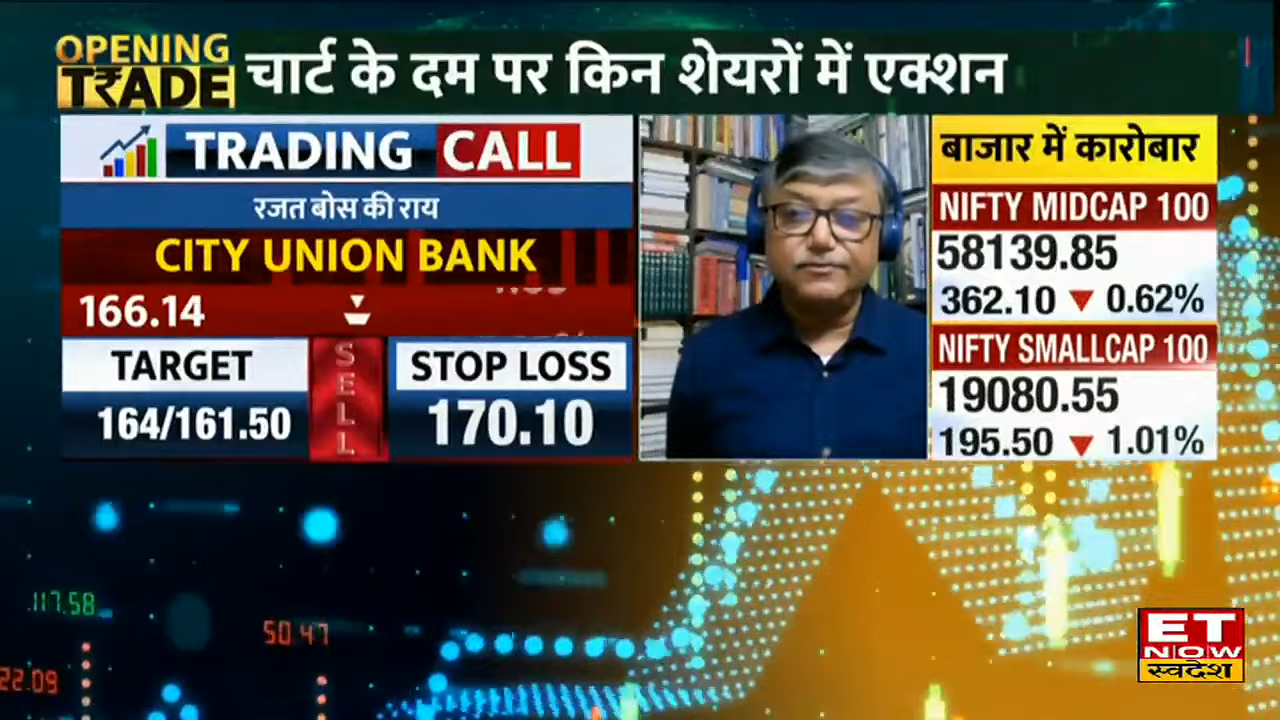 OPENING
TRADE
चार्ट के दम पर किन शेयरों में एक्शन
TRADING CALL
रजत बोस की राय
CITY UNION BANK
166.14
TARGET
164/161.50
SELL
STOP LOSS
170.10
बाजार में कारोबार
NIFTY MIDCAP 100
58139.85
362.10 ▼ 0.62%
NIFTY SMALLCAP 100
19080.55
195.50 ▼ 1.01%
117.58
50.47
22.09
ET
NOW
स्वदेश